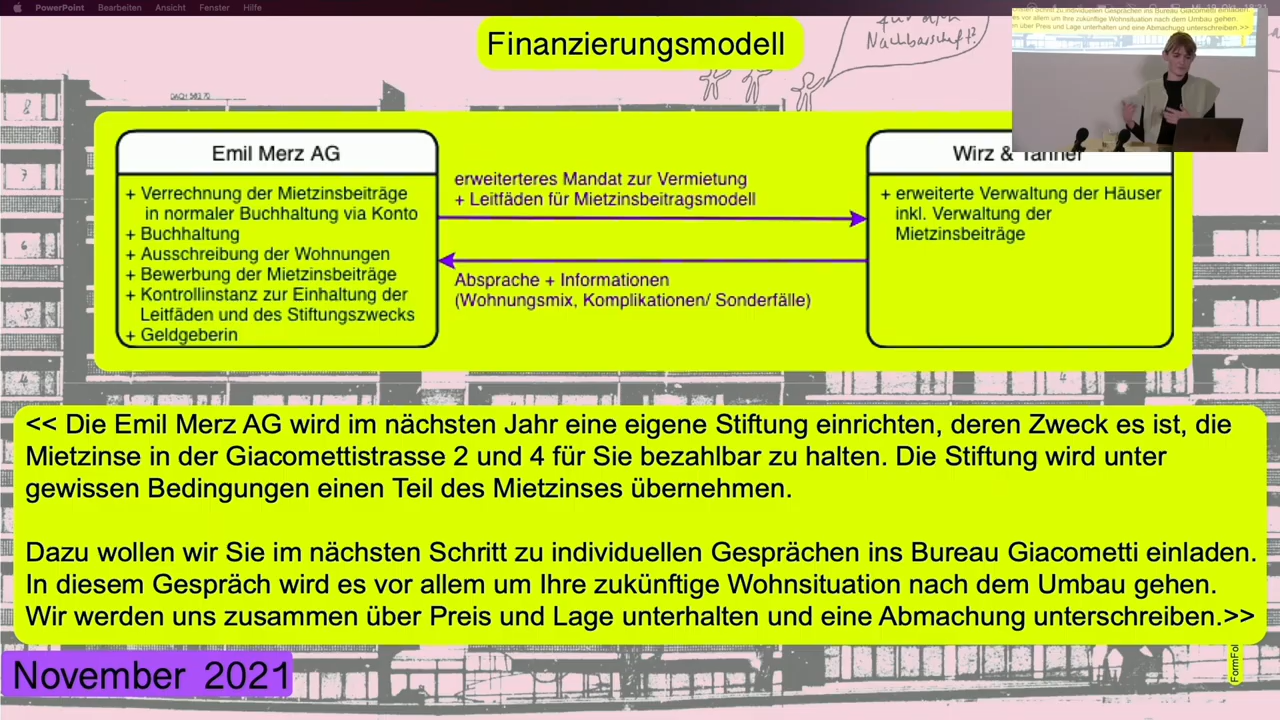 PowerPoint Bearbeiten Ansicht Fenster Hilfe
Finanzierungsmodell
Nachbarschaft?
8
7
6
4
Emil Merz AG
+ Verrechnung der Mietzinsbeiträge
in normaler Buchhaltung via Konto
+ Buchhaltung
+ Ausschreibung der Wohnungen
+ Bewerbung der Mietzinsbeiträge
+ Kontrollinstanz zur Einhaltung der
Leitfäden und des Stiftungszwecks
+ Geldgeberin
erweiterteres Mandat zur Vermietung
+ Leitfäden für Mietzinsbeitragsmodell
Absprache + Informationen
(Wohnungsmix, Komplikationen/ Sonderfälle)
Wirz & Tanner
+ erweiterte Verwaltung der Häuser
inkl. Verwaltung der
Mietzinsbeiträge
<< Die Emil Merz AG wird im nächsten Jahr eine eigene Stiftung einrichten, deren Zweck es ist, die
Mietzinse in der Giacomettistrasse 2 und 4 für Sie bezahlbar zu halten. Die Stiftung wird unter
gewissen Bedingungen einen Teil des Mietzinses übernehmen.
Dazu wollen wir Sie im nächsten Schritt zu individuellen Gesprächen ins Bureau Giacometti einladen.
In diesem Gespräch wird es vor allem um Ihre zukünftige Wohnsituation nach dem Umbau gehen.
Wir werden uns zusammen über Preis und Lage unterhalten und eine Abmachung unterschreiben.>>
November 2021